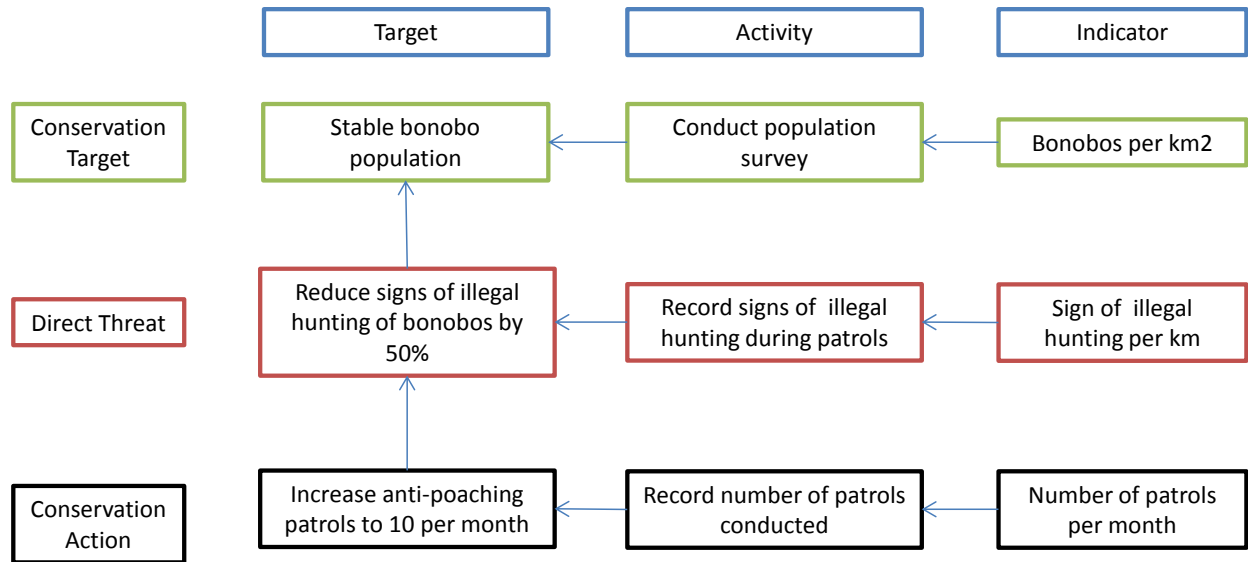 Target
Activity
Indicator
Conservation
Target
Stable bonobo
population
Conduct population
survey
Bonobos per km2
Direct Threat
Reduce signs of illegal
hunting of bonobos by
50%
Record signs of  illegal
hunting during patrols
Sign of  illegal
hunting per km
Conservation
Action
Increase anti-poaching
patrols to 10 per month
Record number of patrols
conducted
Number of patrols
per month